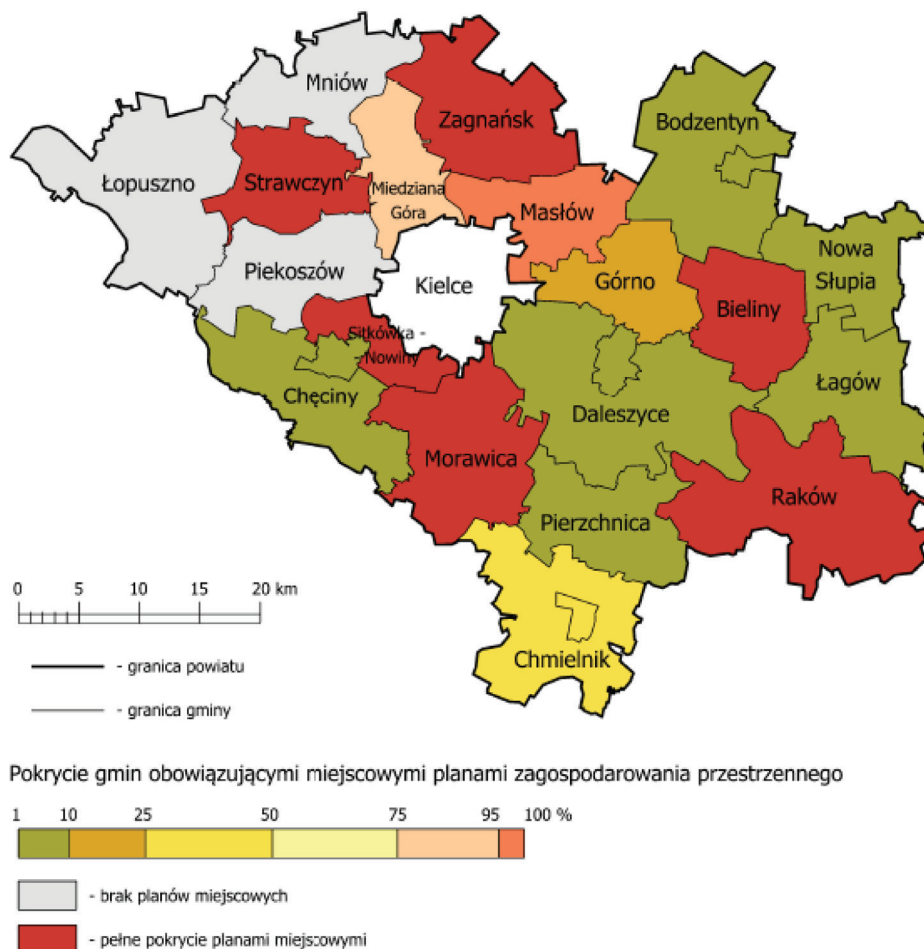 Mniów
Zagnańsk
Bodzentyn
Łopuszno
Strawczyn
Miedziana
Góra
Masłów
Nowa
Słupia
Piekoszów
Kielce
Górno
Bieliny
Sitkówka -
Nowiny
Chęciny
Daleszyce
Łagów
Morawica
Raków
Pierzchnica
Chmielnik
0 5 10 15 20 km
- granica powiatu
- granica gminy
Pokrycie gmin obowiązującymi miejscowymi planami zagospodarowania przestrzennego
1 10 25 50 75 95 100 %
- brak planów miejscowych
- pełne pokrycie planami miejscowymi